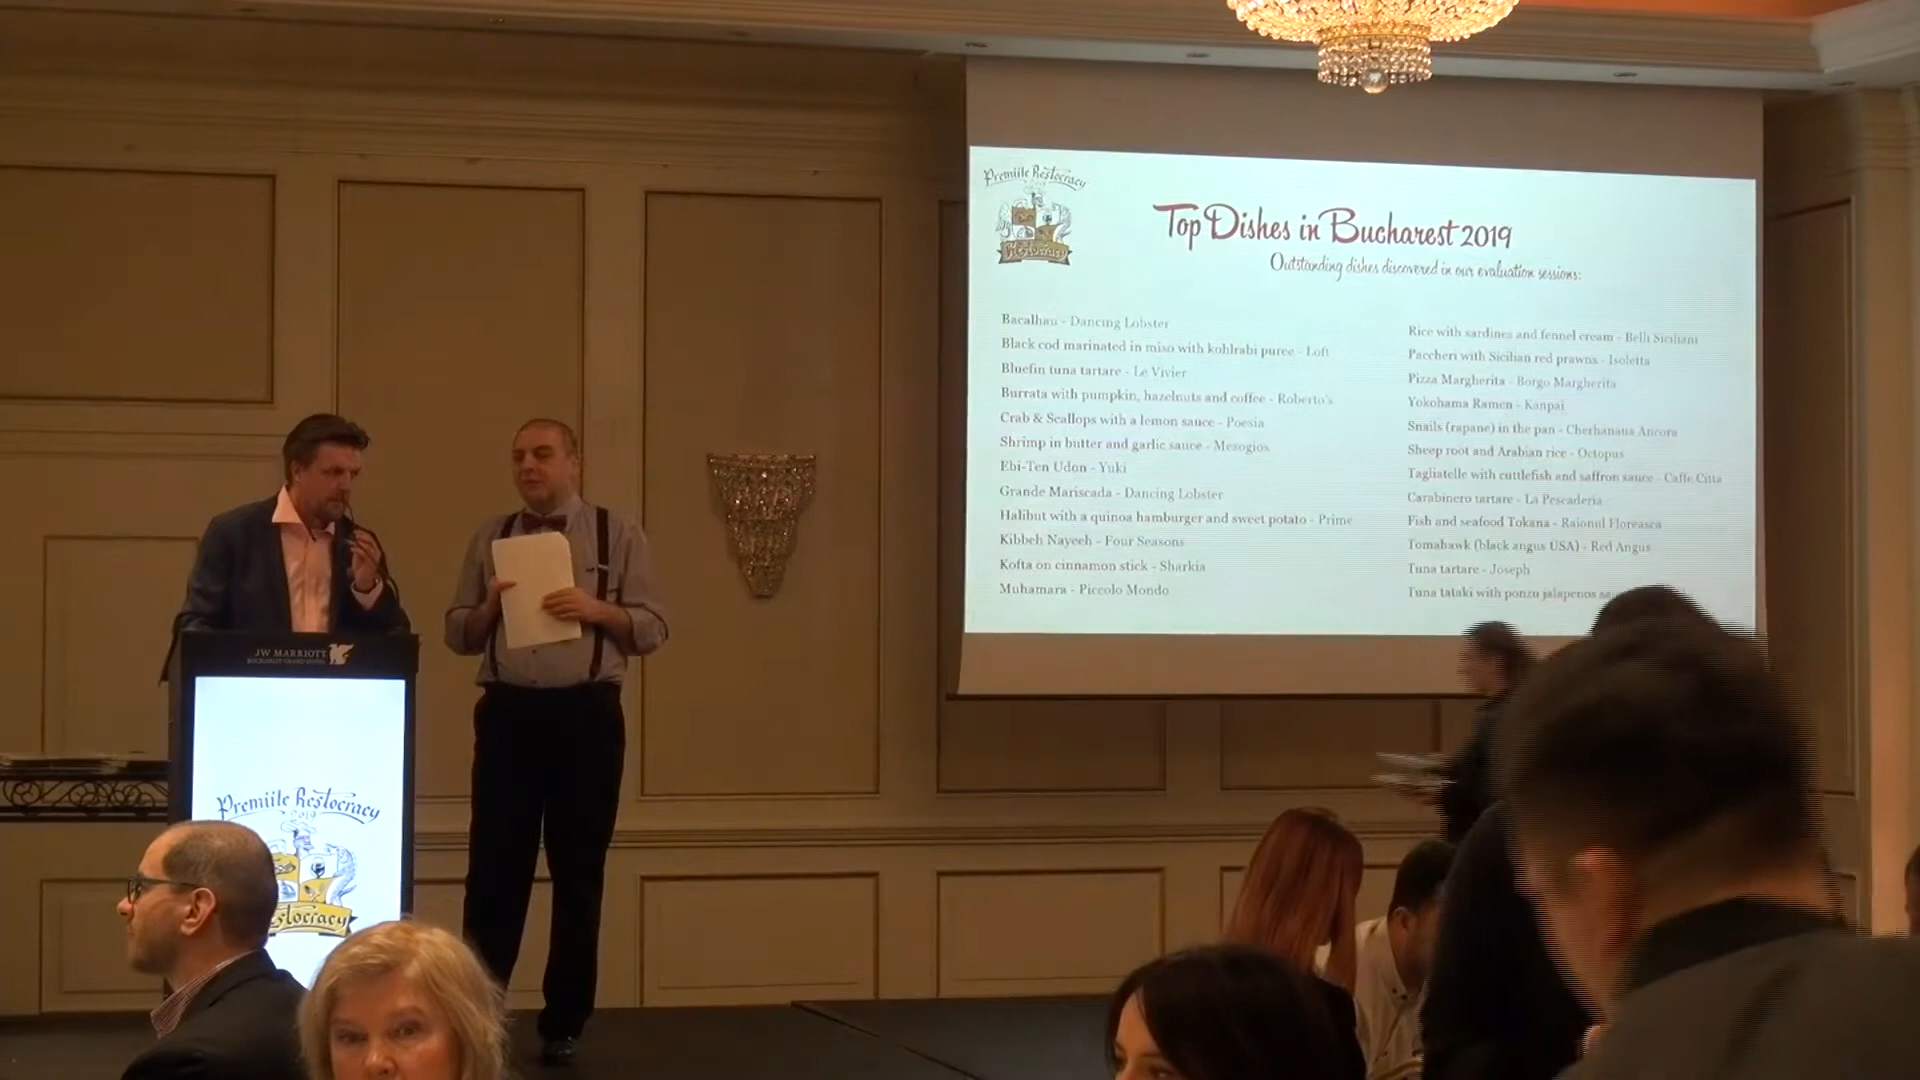 Premiile Restocracy
2019
Restocracy
Top Dishes in Bucharest 2019
Outstanding dishes discovered in our evaluation sessions:
Bacalhau - Dancing Lobster
Black cod marinated in miso with kohlrabi puree - Loft
Bluefin tuna tartare - Le Vivier
Burrata with pumpkin, hazelnuts and coffee - Roberto's
Crab & Scallops with a lemon sauce - Poesia
Shrimp in butter and garlic sauce - Mesogios
Ebi-Ten Udon - Yuki
Grande Mariscada - Dancing Lobster
Halibut with a quinoa hamburger and sweet potato - Prime
Kibbeh Nayeeh - Four Seasons
Kofta on cinnamon stick - Sharkia
Muhamara - Piccolo Mondo
Rice with sardines and fennel cream - Belli Siciliani
Paccheri with Sicilian red prawns - Isoletta
Pizza Margherita - Borgo Margherita
Yokohama Ramen - Kanpai
Snails (rapane) in the pan - Cherhanaua Ancora
Sheep root and Arabian rice - Octopus
Tagliatelle with cuttlefish and saffron sauce - Caffe Citta
Carabinero tartare - La Pescaderia
Fish and seafood Tokana - Raionul Floreasca
Tomahawk (black angus USA) - Red Angus
Tuna tartare - Joseph
Tuna tataki with ponzu jalapenos
JW MARRIOTT
BUCHAREST GRAND HOTEL
Premiile Restocracy
2019
estocracy